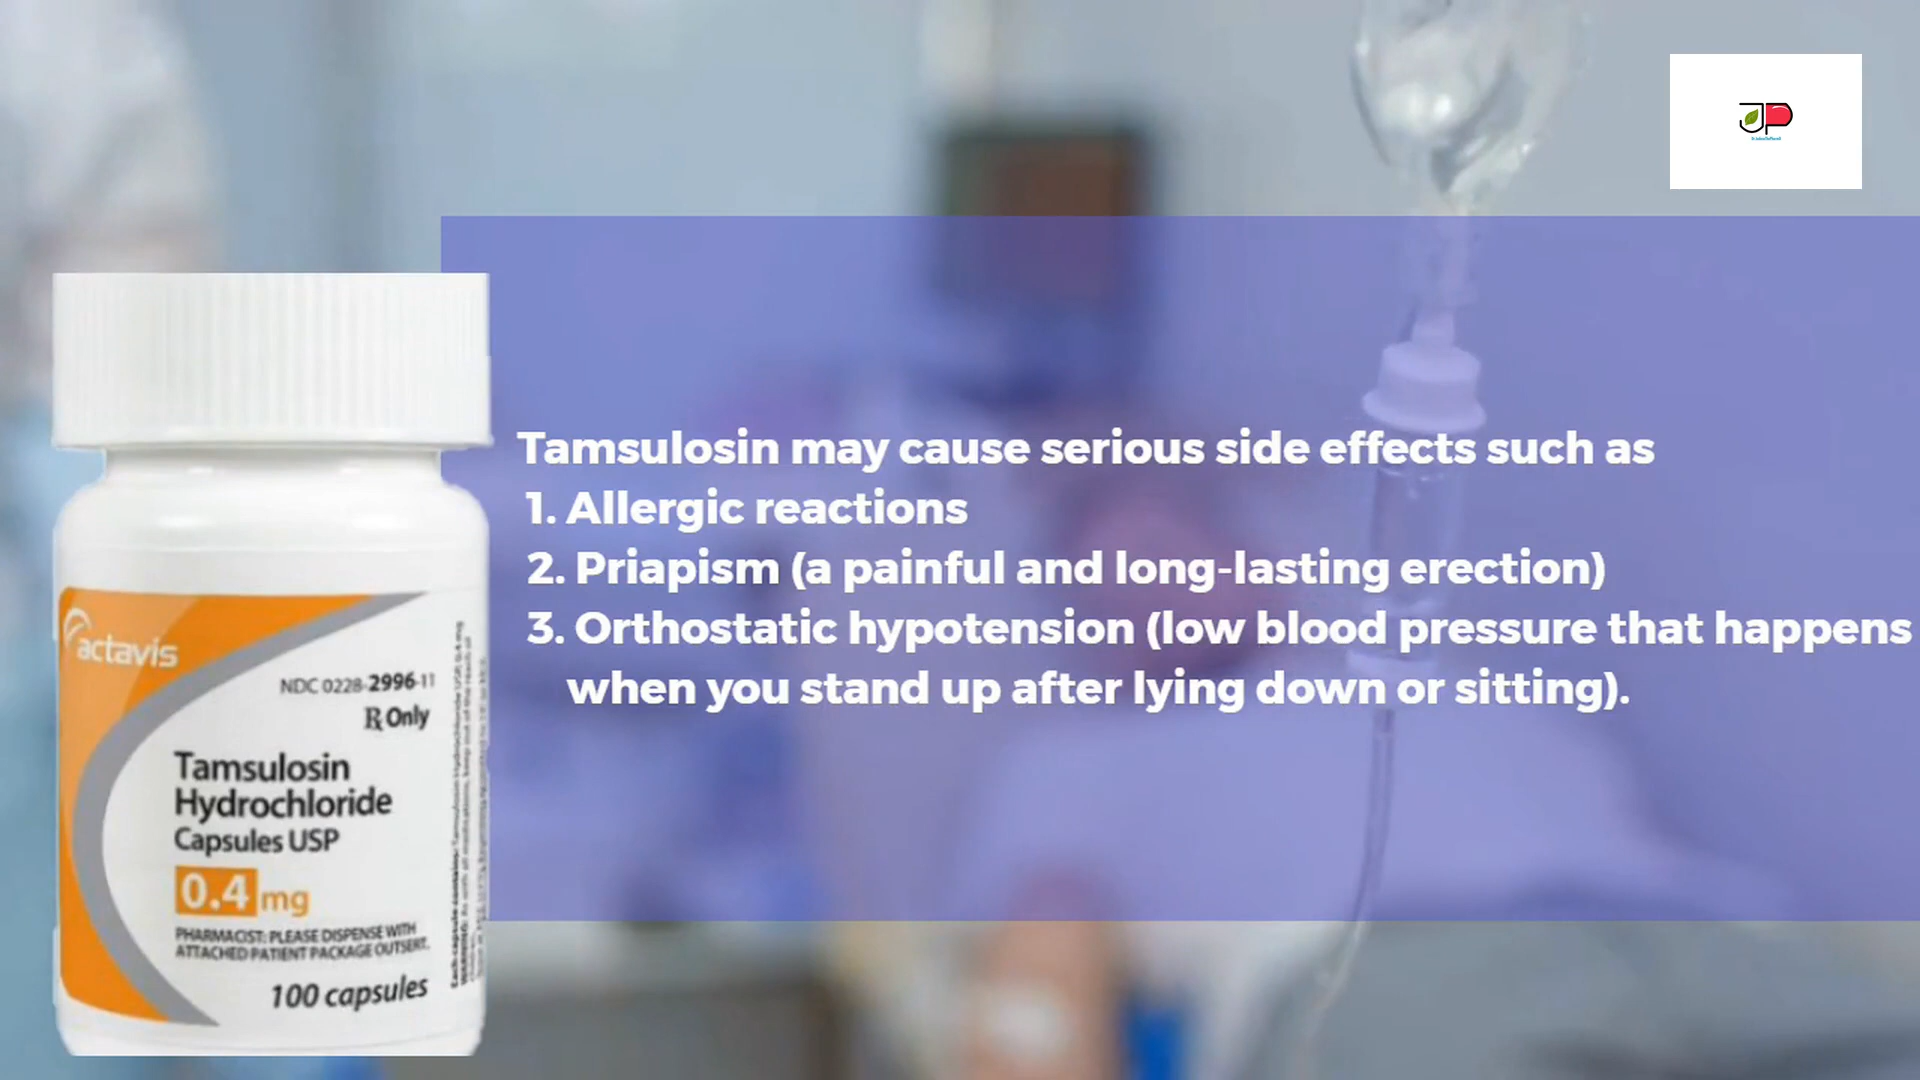 Tamsulosin may cause serious side effects such as
1. Allergic reactions
2. Priapism (a painful and long-lasting erection)
3. Orthostatic hypotension (low blood pressure that happens
when you stand up after lying down or sitting).
actavis
NDC 0228-2996-11
Rx Only
Tamsulosin
Hydrochloride
Capsules USP
0.4 mg
PHARMACIST: PLEASE DISPENSE WITH
ATTACHED PATIENT PACKAGE OUTSERT.
100 capsules
JP